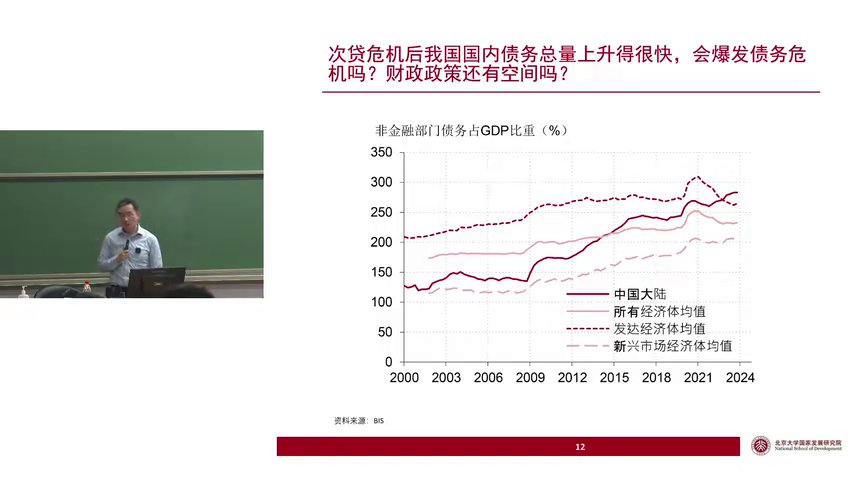 次贷危机后我国国内债务总量上升得很快，会爆发债务危
机吗？财政政策还有空间吗？
非金融部门债务占GDP比重（%）
350
300
250
200
150
100
50
0
中国大陆
所有经济体均值
发达经济体均值
新兴市场经济体均值
2000 2003 2006 2009 2012 2015 2018 2021 2024
资料来源：BIS
12
北京大学国家发展研究院
National School of Development